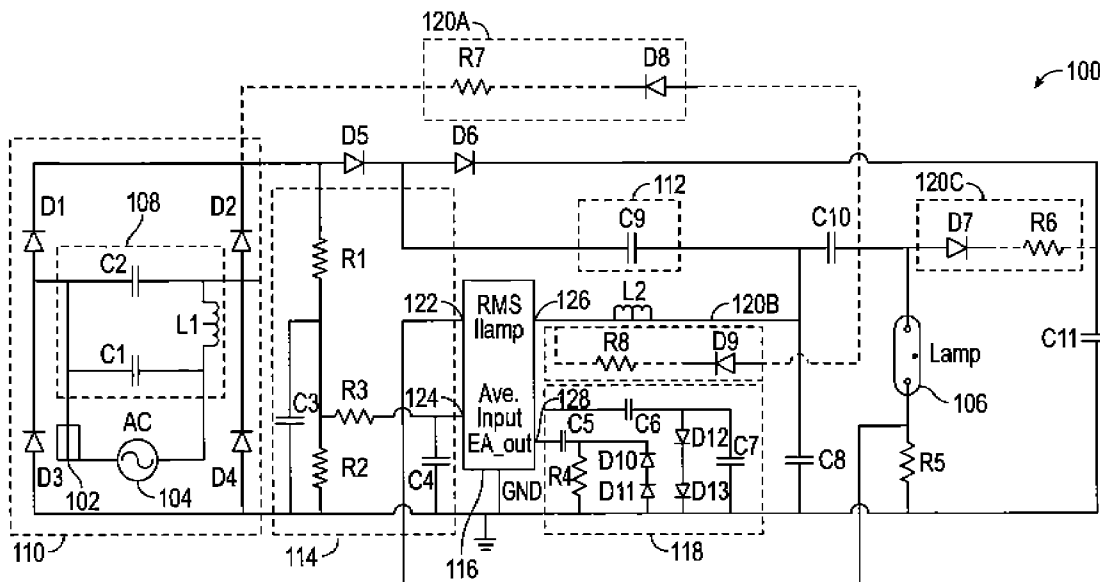 120A
R7
D8
100
D5
D6
120C
108
112
D1
D2
C9
C10
D7
R6
C2
R1
L2
122
RMS
Ilamp
126
120B
L1
R8
D9
C11
Lamp
C1
C3
R3
124
Ave.
Input
EA_out
128
C6
106
AC
C5
D12
C7
D3
D4
R2
C4
R4
D10
D11
D13
C8
R5
102
104
GND
110
114
116
118